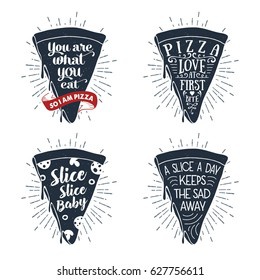 You are
what
you
eat
SO I AM PIZZA
PIZZA
LOVE
AT
FIRST
BITE
Slice
Slice
Baby
A SLICE A DAY
KEEPS
THE SAD
AWAY
shutterstock.com · 627756611